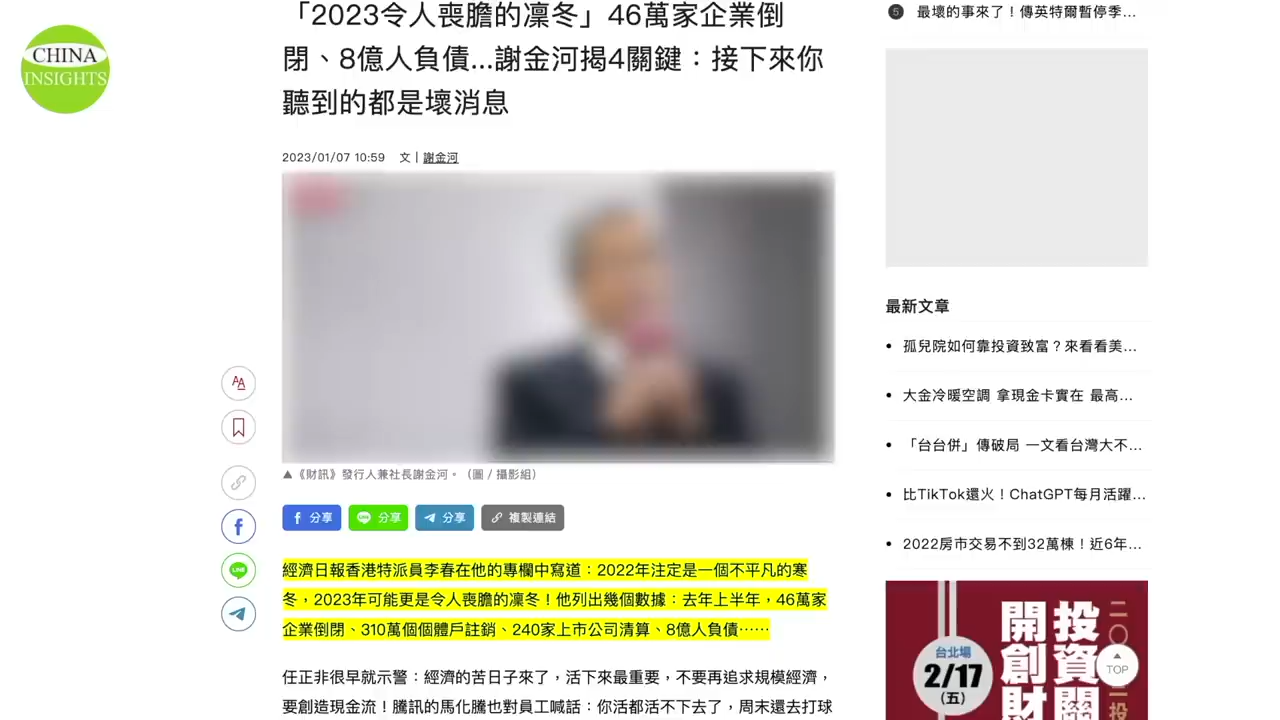 CHINA
INSIGHTS
「2023令人喪膽的凜冬」46萬家企業倒
閉、8億人負債...謝金河揭4關鍵：接下來你
聽到的都是壞消息
2023/01/07 10:59 文 | 謝金河
▲《財訊》發行人兼社長謝金河。（圖 / 攝影組）
分享
分享
分享
複製連結
經濟日報香港特派員李春在他的專欄中寫道：2022年注定是一個不平凡的寒
冬，2023年可能更是令人喪膽的凜冬！他列出幾個數據：去年上半年，46萬家
企業倒閉、310萬個個體戶註銷、240家上市公司清算、8億人負債……
任正非很早就示警：經濟的苦日子來了，活下來最重要，不要再追求規模經濟，
要創造現金流！騰訊的馬化騰也對員工喊話：你活都活不下去了，周末還去打球
AA
LINE
5 最壞的事來了！傳英特爾暫停季...
最新文章
孤兒院如何靠投資致富？來看看美...
大金冷暖空調 拿現金卡實在 最高...
「台台併」傳破局 一文看台灣大不...
比TikTok還火！ChatGPT每月活躍...
2022房市交易不到32萬棟！近6年...
台北場
2/17
(五)
開創財
投資關
TOP